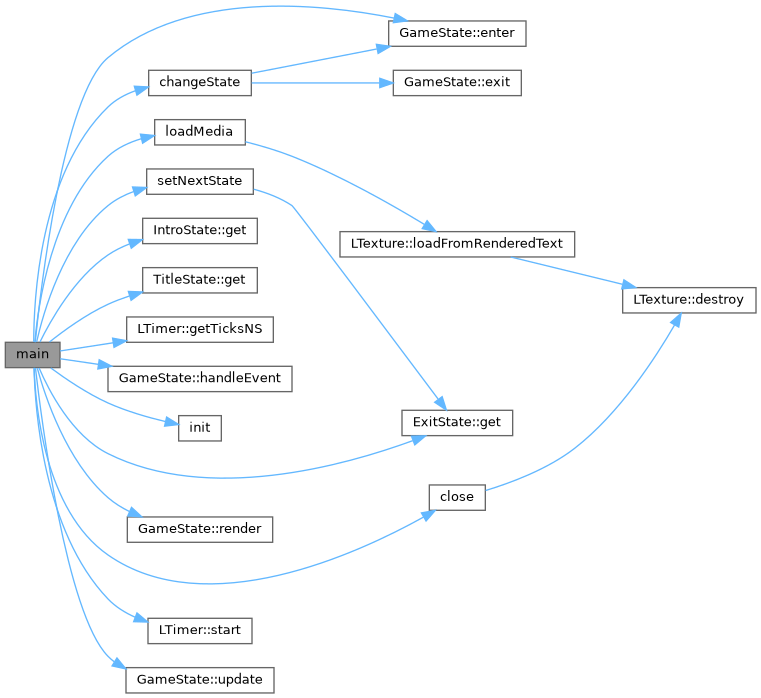 GameState::enter
changeState
GameState::exit
loadMedia
setNextState
IntroState::get
LTexture::loadFromRenderedText
TitleState::get
LTexture::destroy
LTimer::getTicksNS
main
GameState::handleEvent
init
ExitState::get
close
GameState::render
LTimer::start
GameState::update